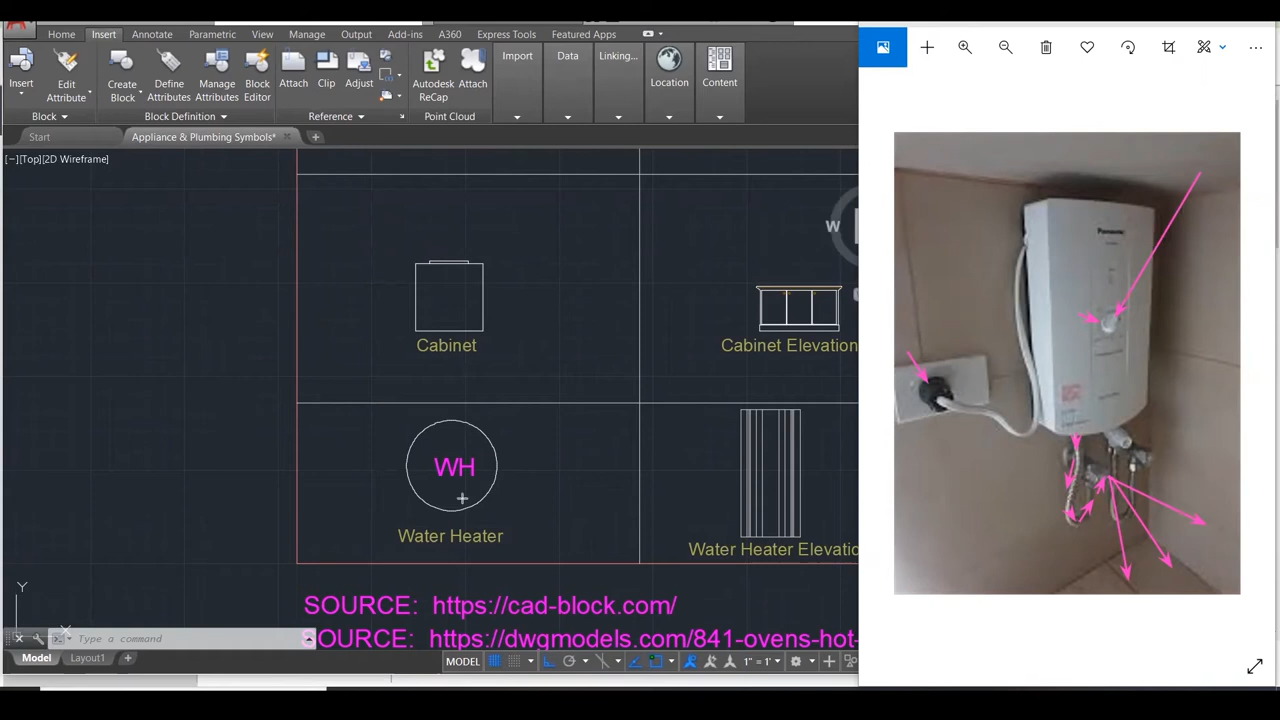 Home Insert Annotate Parametric View Manage Output Add-ins A360 Express Tools Featured Apps
Insert Edit Attribute Create Block Define Attributes Manage Attributes Block Editor Attach Clip Adjust Autodesk ReCap Attach Import Data Linking... Location Content
Block Block Definition Reference Point Cloud
Start Appliance & Plumbing Symbols*
[−][Top][2D Wireframe]
W
Panasonic
Cabinet
Cabinet Elevation
WH
Water Heater
Water Heater Elevatio
Y
SOURCE: https://cad-block.com/
SOURCE: https://dwgmodels.com/841-ovens-hot-
X
Type a command
Model Layout1
MODEL 1" = 1'